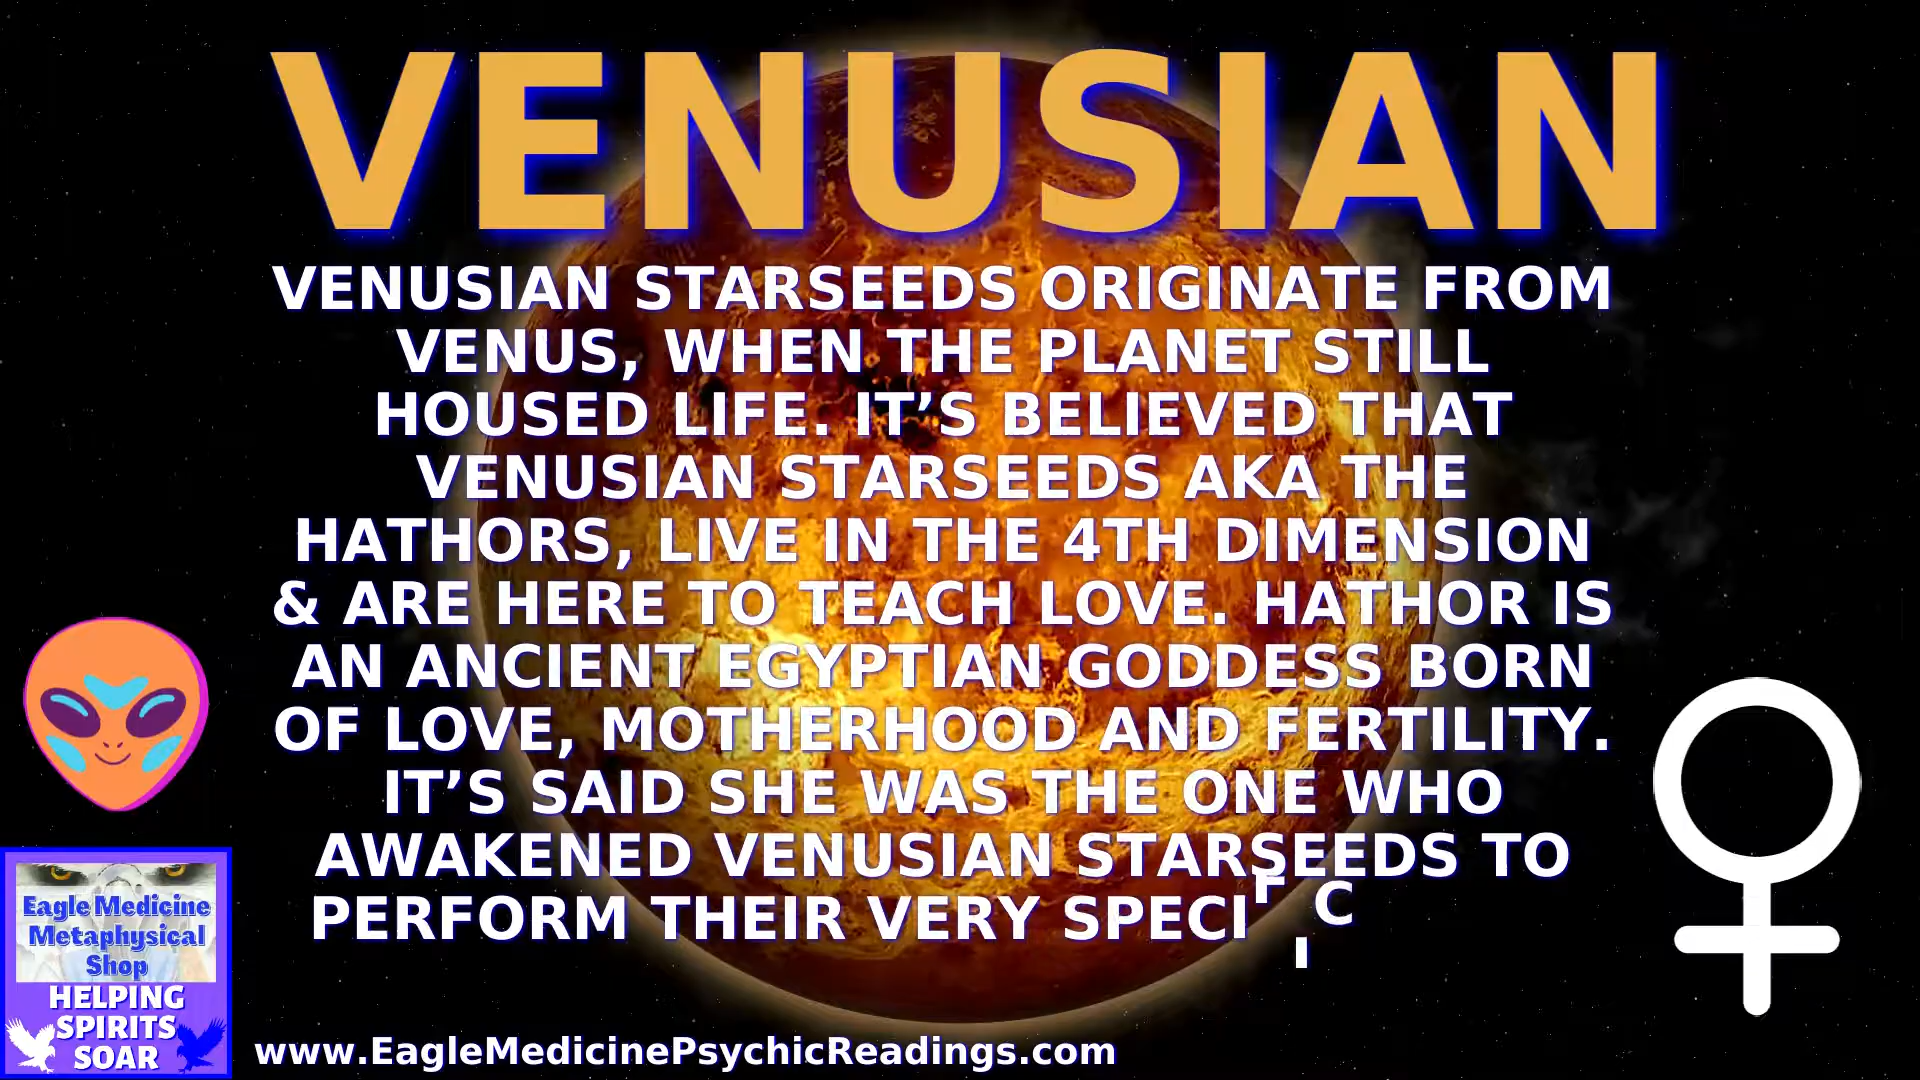 VENUSIAN
VENUSIAN STARSEEDS ORIGINATE FROM
VENUS, WHEN THE PLANET STILL
HOUSED LIFE. IT’S BELIEVED THAT
VENUSIAN STARSEEDS AKA THE
HATHORS, LIVE IN THE 4TH DIMENSION
& ARE HERE TO TEACH LOVE. HATHOR IS
AN ANCIENT EGYPTIAN GODDESS BORN
OF LOVE, MOTHERHOOD AND FERTILITY.
IT’S SAID SHE WAS THE ONE WHO
AWAKENED VENUSIAN STARSEEDS TO
PERFORM THEIR VERY SPECIFIC
Eagle Medicine
Metaphysical
Shop
HELPING
SPIRITS
SOAR
www.EagleMedicinePsychicReadings.com